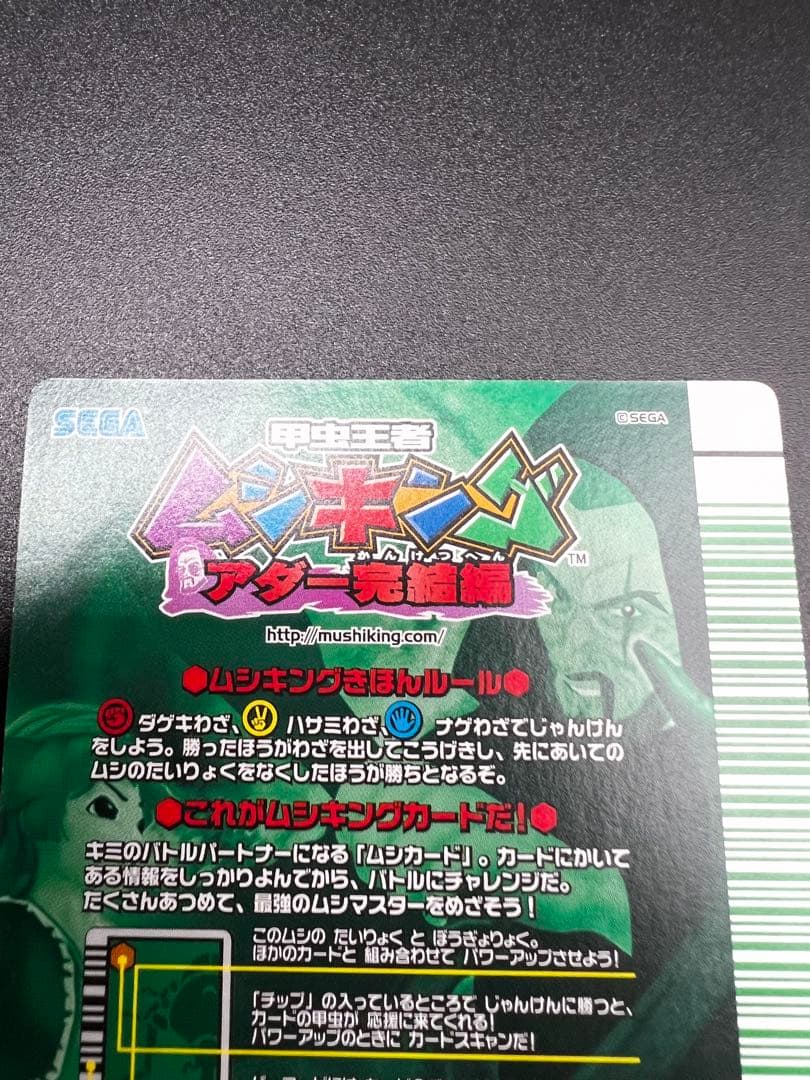 SEGA
©SEGA
甲虫王者
ムシキング
TM
かんけつへん
アダー完結編
http://mushiking.com/
ムシキングきほんルール
ダゲキわざ、 ハサミわざ、 ナゲわざでじゃんけん
をしよう。勝ったほうがわざを出してこうげきし、先にあいての
ムシのたいりょくをなくしたほうが勝ちとなるぞ。
これがムシキングカードだ!
キミのバトルパートナーになる「ムシカード」。カードにかいて
ある情報をしっかりよんでから、バトルにチャレンジだ。
たくさんあつめて、最強のムシマスターをめざそう!
このムシの たいりょく と ぼうぎょりょく。
ほかのカードと 組み合わせて パワーアップさせよう!
「チップ」の入っているところで じゃんけんに勝つと、
カードの甲虫が 応援に来てくれる!
パワーアップのときに カードスキャンだ!